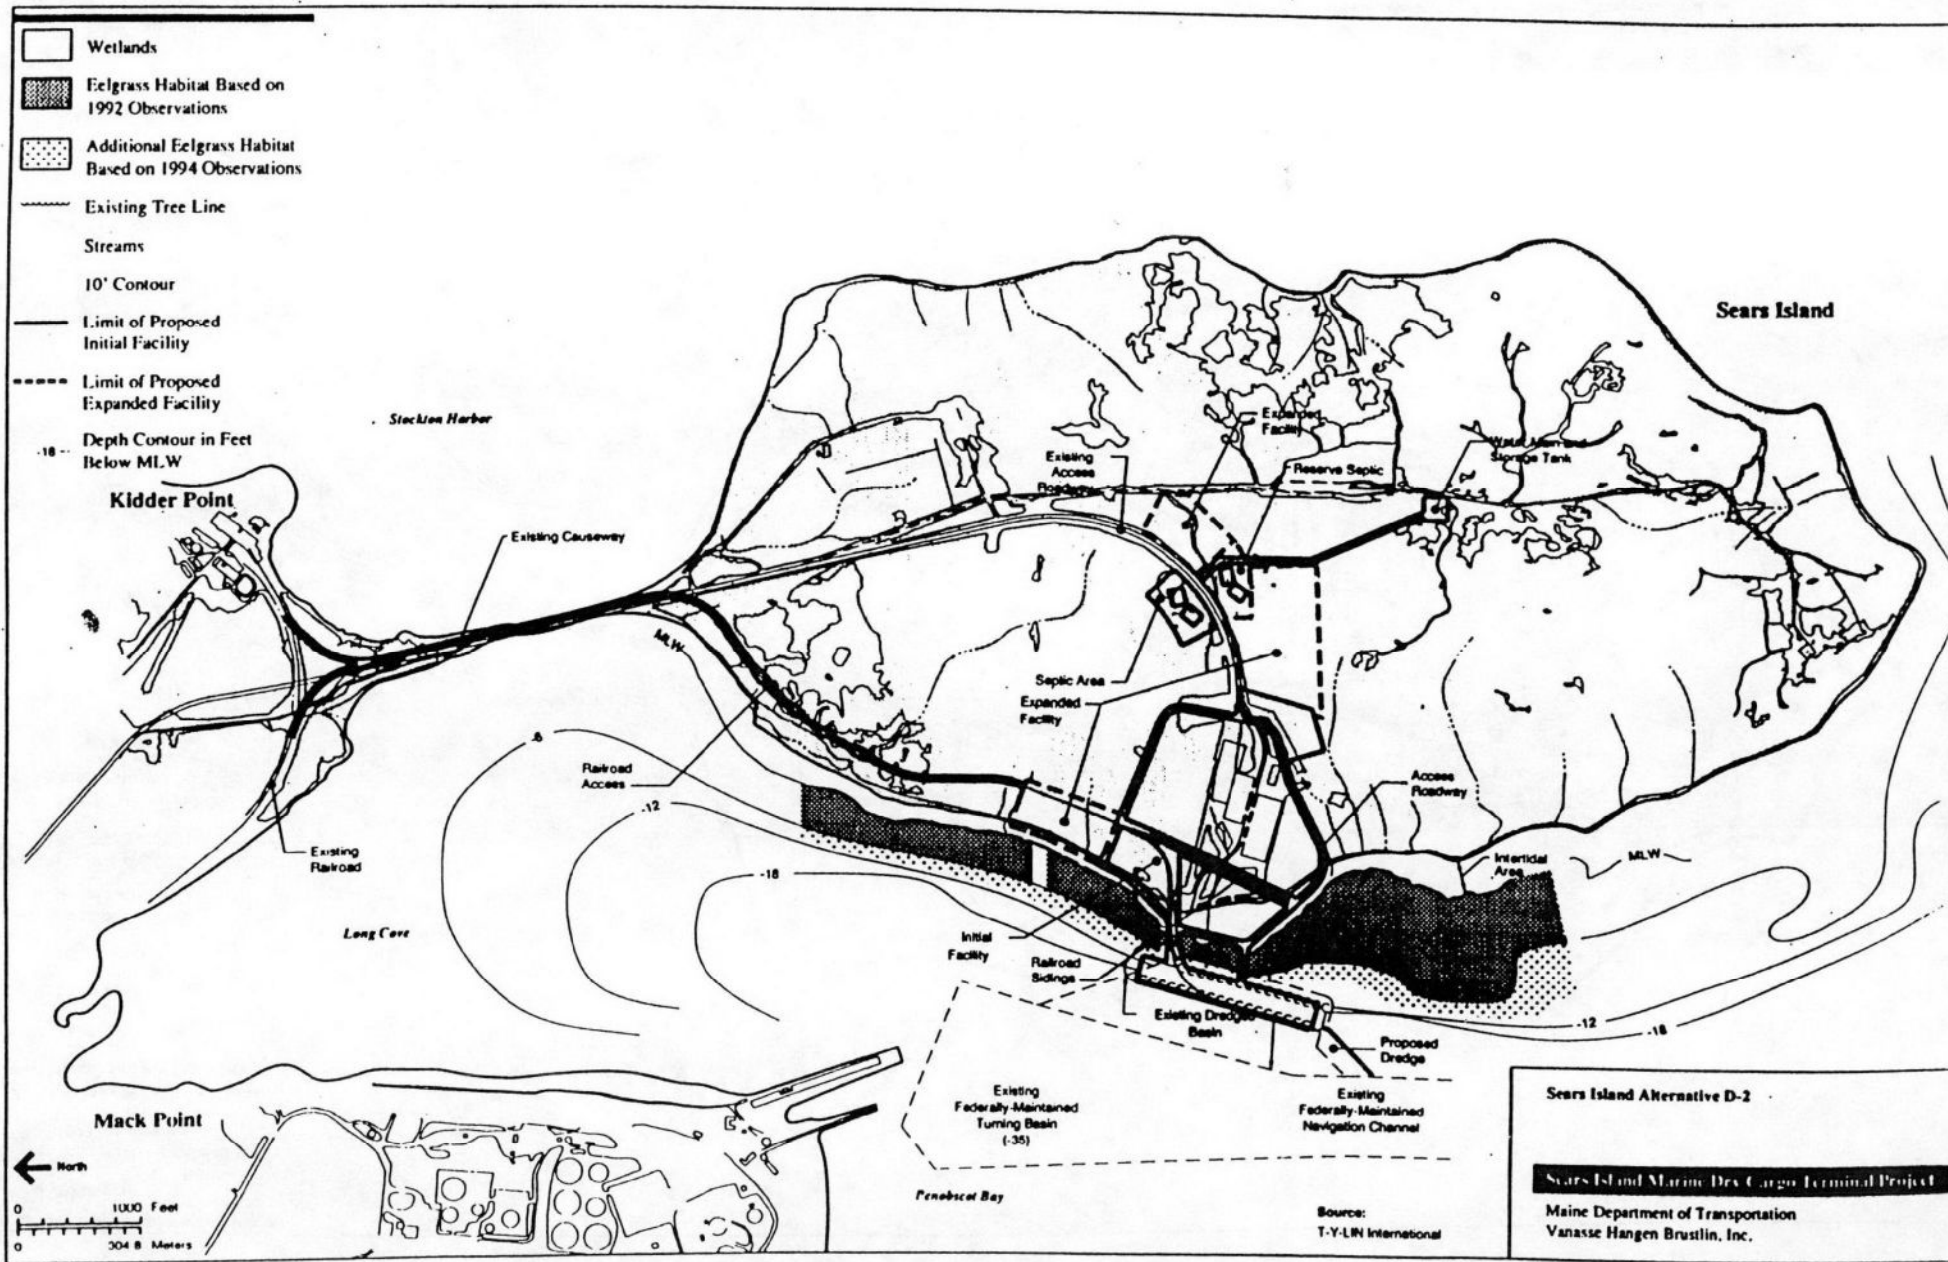 Wetlands
Eelgrass Habitat Based on
1992 Observations
Additional Eelgrass Habitat
Based on 1994 Observations
Existing Tree Line
Streams
10' Contour
Limit of Proposed
Initial Facility
Limit of Proposed
Expanded Facility
-18
Depth Contour in Feet
Below MLW
Sears Island
Stockton Harbor
Kidder Point
Existing Causeway
Existing
Access
Roadway
Expanded
Facility
Reserve Septic
Water Main and
Storage Tank
MLW
Septic Area
Expanded
Facility
Railroad
Access
Access
Roadway
Existing
Railroad
-6
-12
-18
Intertidal
Area
MLW
Long Cove
Initial
Facility
Railroad
Sidings
Existing Dredged
Basin
Proposed
Dredge
-12
-18
Mack Point
Existing
Federally-Maintained
Turning Basin
(-35)
Existing
Federally-Maintained
Navigation Channel
North
0 1000 Feet
0 304.8 Meters
Penobscot Bay
Source:
T-Y-LIN International
Sears Island Alternative D-2
Sears Island Marine Dry Cargo Terminal Project
Maine Department of Transportation
Vanasse Hangen Brustlin, Inc.